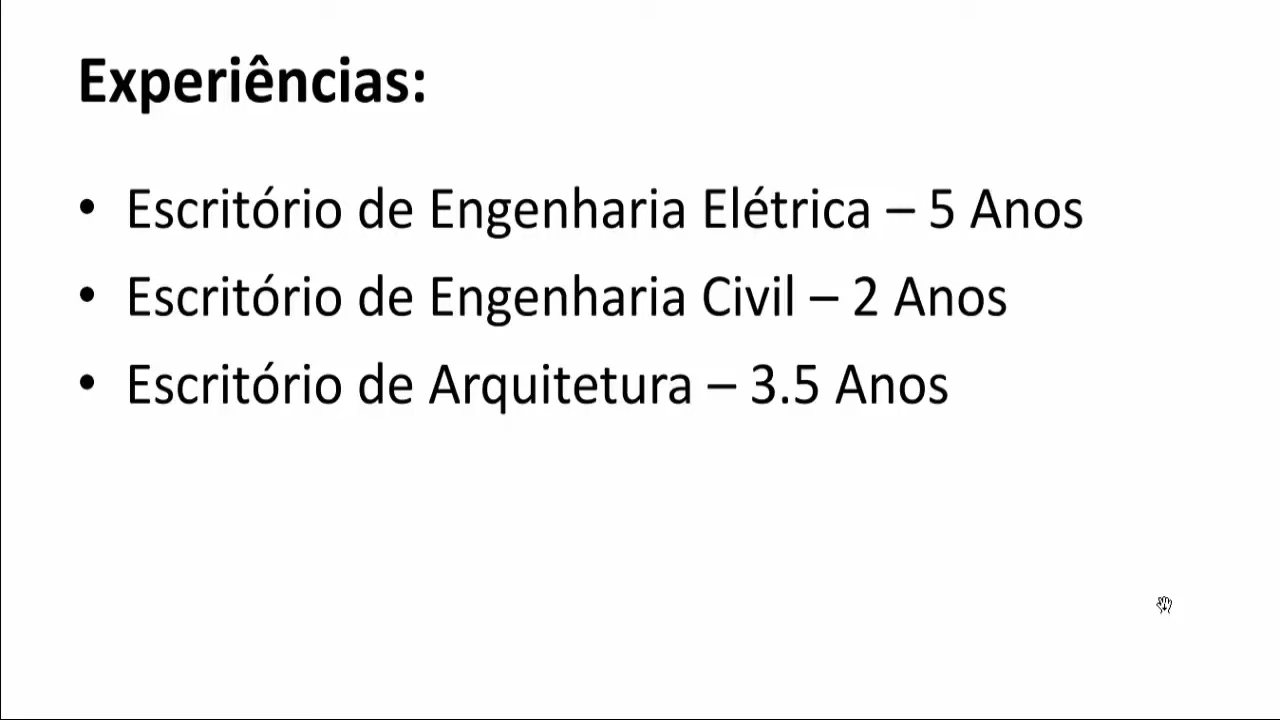 Experiências:
• Escritório de Engenharia Elétrica – 5 Anos
• Escritório de Engenharia Civil – 2 Anos
• Escritório de Arquitetura – 3.5 Anos